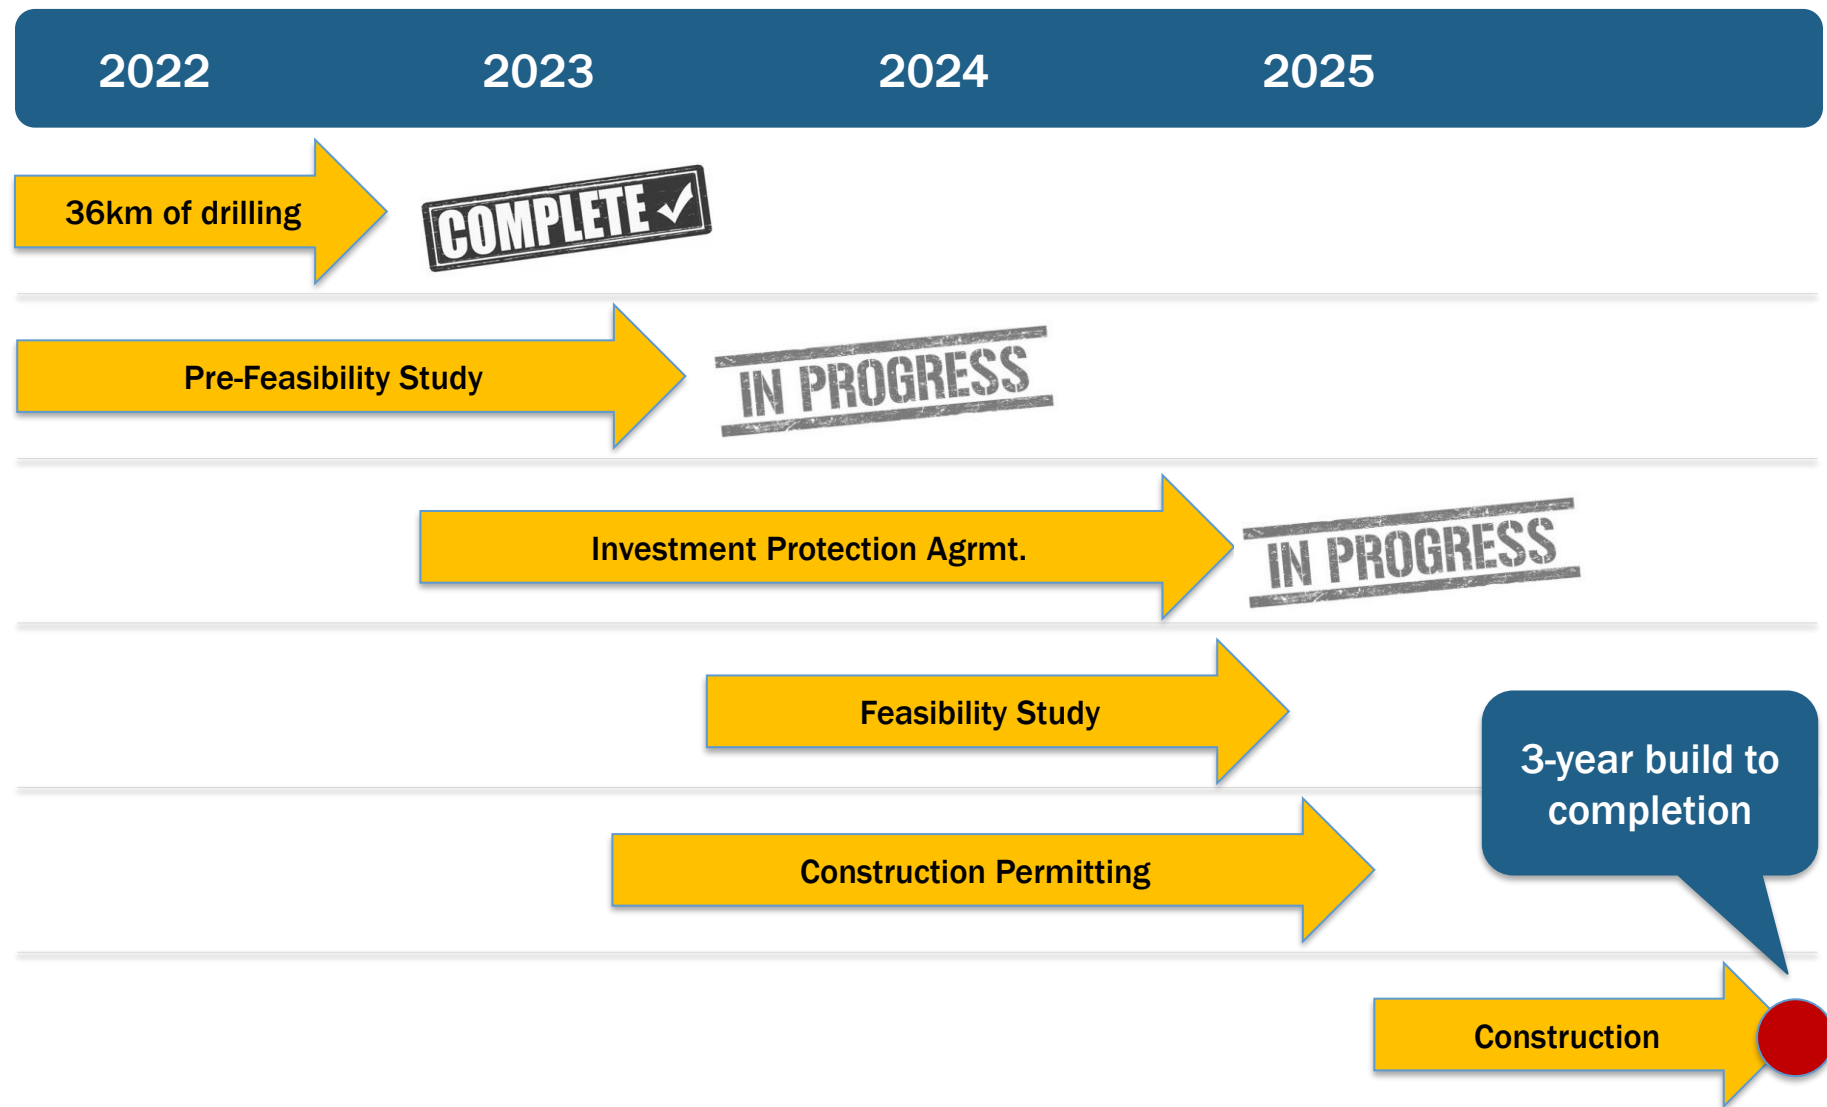 2022 2023 2024 2025
36km of drilling
COMPLETE
Pre-Feasibility Study
IN PROGRESS
Investment Protection Agrmt.
IN PROGRESS
Feasibility Study
3-year build to
completion
Construction Permitting
Construction